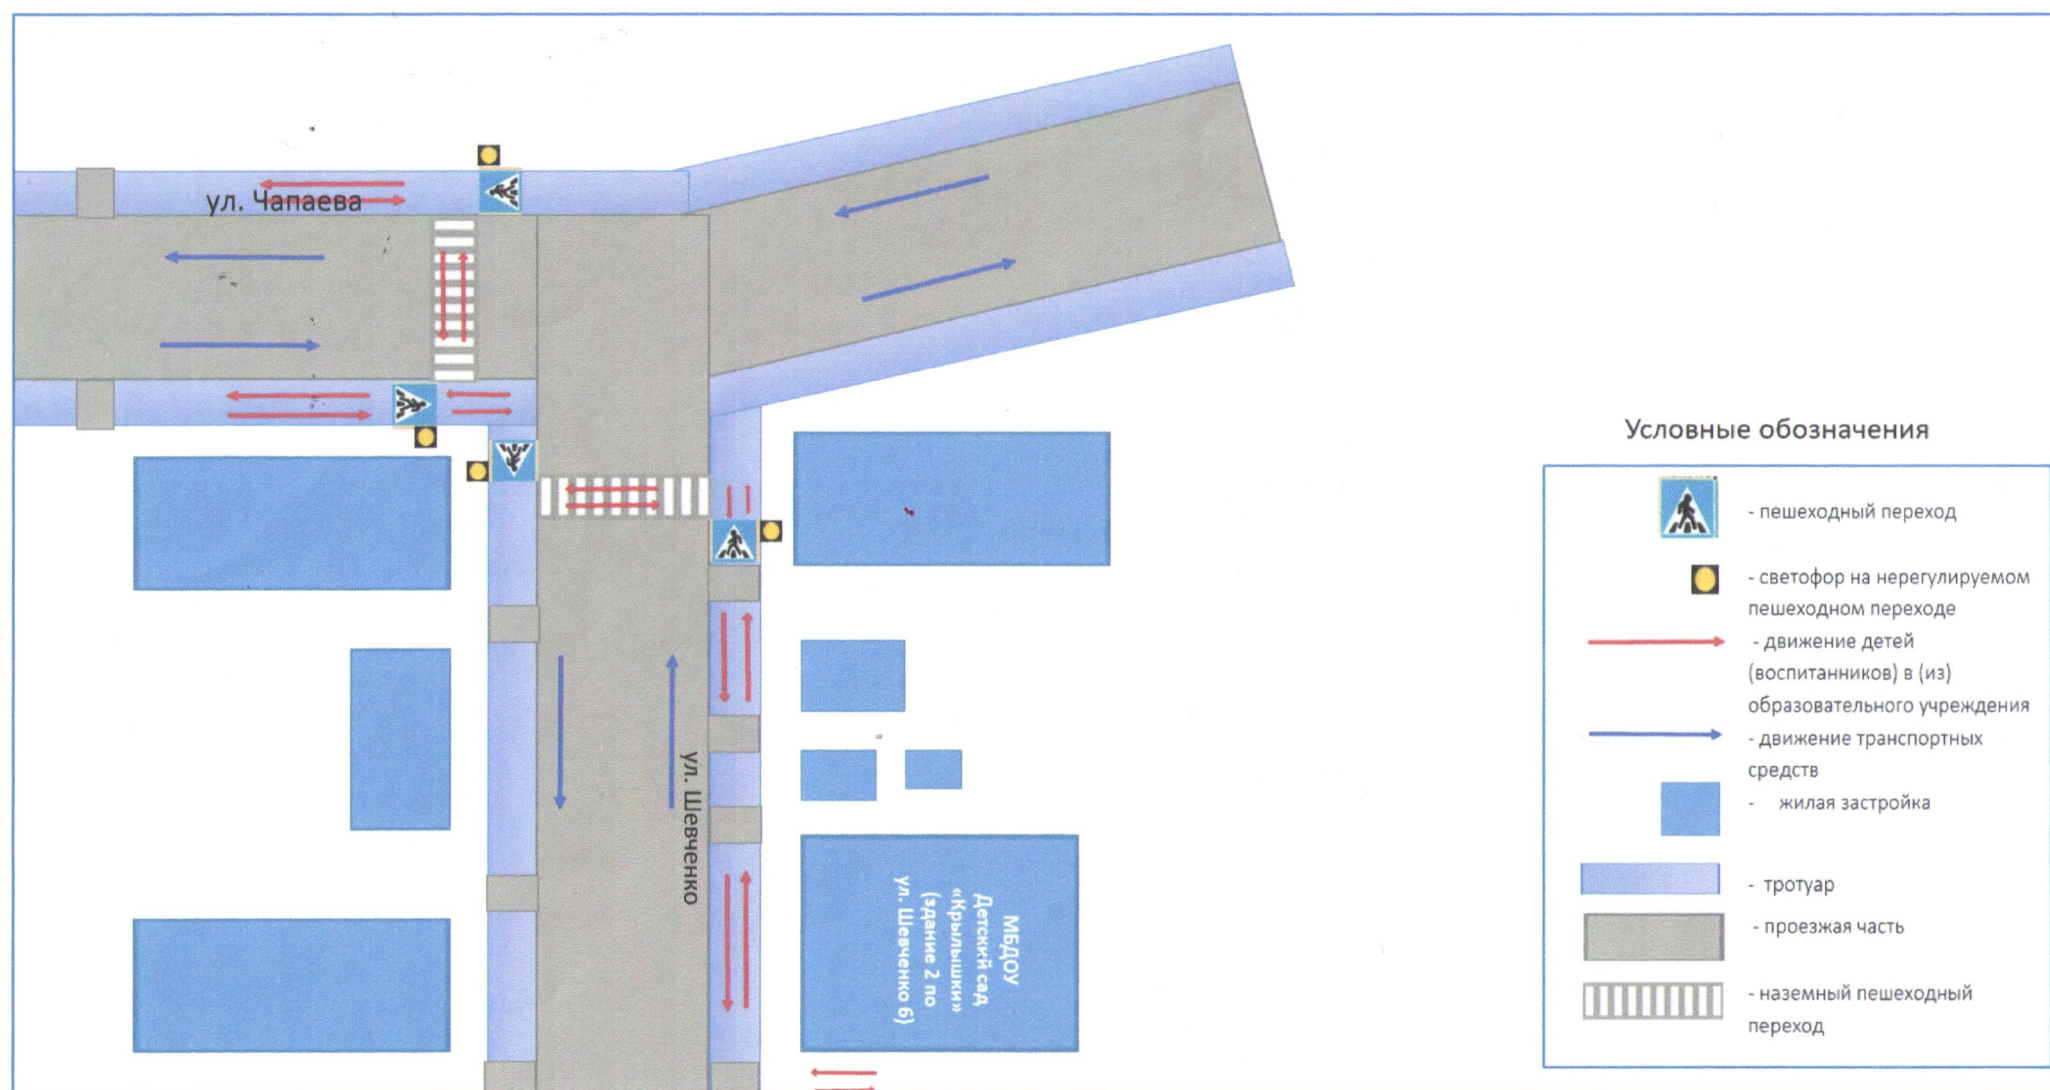 ул. Чапаева
ул. Шевченко
МБДОУ
Детский сад
«Крылышки»
(здание 2 по
ул. Шевченко 6)
Условные обозначения
- пешеходный переход
- светофор на нерегулируемом
пешеходном переходе
- движение детей
(воспитанников) в (из)
образовательного учреждения
- движение транспортных
средств
- жилая застройка
- тротуар
- проезжая часть
- наземный пешеходный
переход